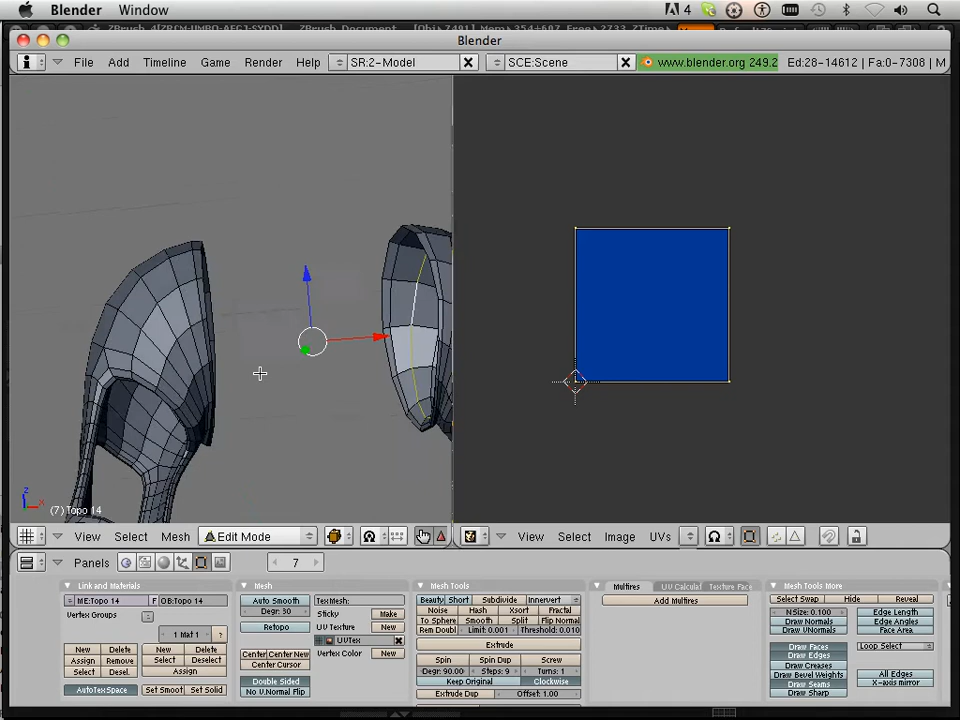 Blender Window 4
Blender
File Add Timeline Game Render Help SR:2-Model SCE:Scene www.blender.org 249.2 Ed:28-14612 | Fa:0-7308 | M
z
x
(7) Topo 14
View Select Mesh Edit Mode View Select Image UVs
Panels 7
Link and Materials Mesh Mesh Tools Multires UV Calcul Texture Face Mesh Tools More
ME:Topo 14 F OB:Topo 14 Auto Smooth TexMesh: Beauty Short Subdivide Innervert Add Multires Select Swap Hide Reveal
Vertex Groups Degr: 30 Sticky Make Noise Hash Xsort Fractal NSize: 0.100 Edge Length
Retopo UV Texture New To Sphere Smooth Split Flip Normal Draw Normals Edge Angles
1 Mat 1 ? UVTex Rem Doubl Limit: 0.001 Threshold: 0.010 Draw VNormals Face Area
New Delete New Delete Center Center New Vertex Color New Extrude Draw Faces Loop Select
Assign Remove Select Deselect Center Cursor Spin Spin Dup Screw Draw Edges
Select Desel. Assign Degr: 90.00 Steps: 9 Turns: 1 Draw Creases
Double Sided Keep Original Clockwise Draw Bevel Weights All Edges
AutoTexSpace Set Smoot Set Solid No V.Normal Flip Extrude Dup Offset: 1.00 Draw Seams X-axis mirror
Draw Sharp